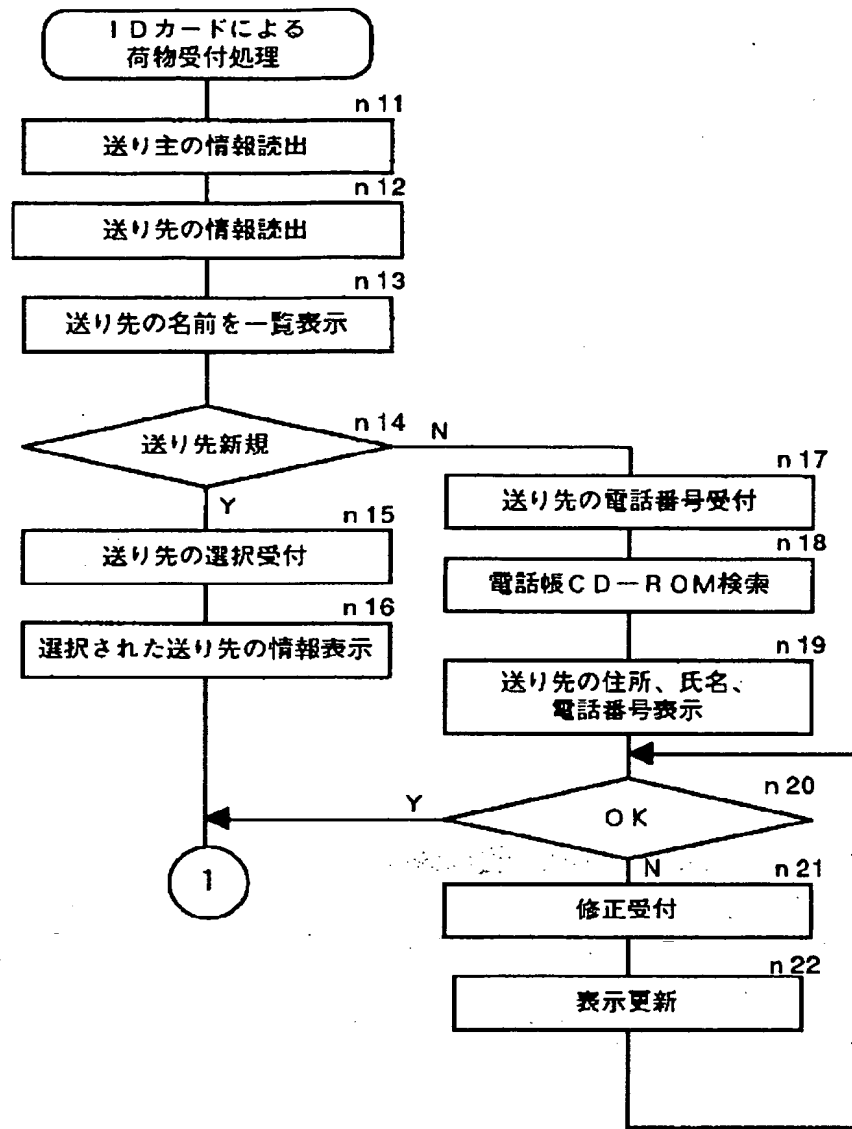 IDカードによる
荷物受付処理
n11
送り主の情報読出
n12
送り先の情報読出
n13
送り先の名前を一覧表示
n14
送り先新規
N
Y
n15
送り先の選択受付
n16
選択された送り先の情報表示
n17
送り先の電話番号受付
n18
電話帳CD-ROM検索
n19
送り先の住所、氏名、
電話番号表示
n20
OK
Y
N
n21
修正受付
n22
表示更新
1